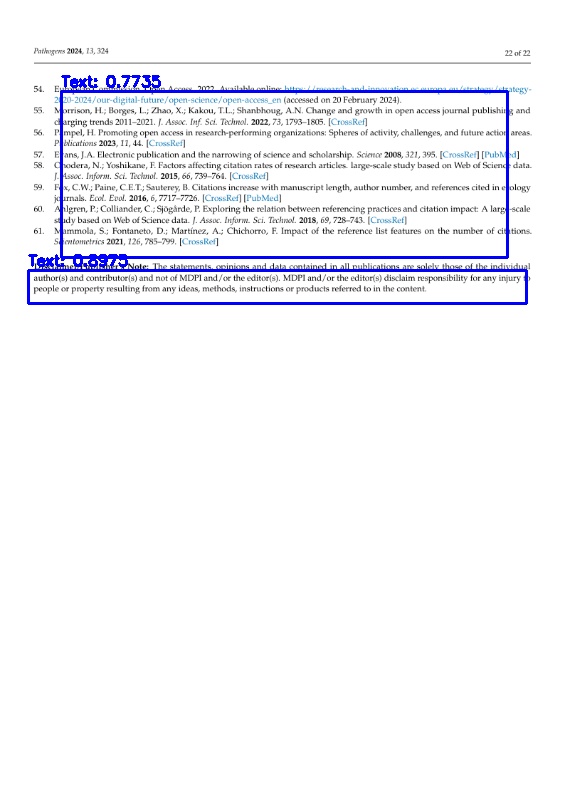 Pathogens 2024, 13, 324
22 of 22
Text: 0.7735
54. Open Access. 2022. Available online: https://research-and-innovation.ec.europa.eu/strategy/strategy-
2020-2024/our-digital-future/open-science/open-access_en (accessed on 20 February 2024).
55. Morrison, H.; Borges, L.; Zhao, X.; Kakou, T.L.; Shanbhoug, A.N. Change and growth in open access journal publishing and
charging trends 2011–2021. J. Assoc. Inf. Sci. Technol. 2022, 73, 1793–1805. [CrossRef]
56. Pampel, H. Promoting open access in research-performing organizations: Spheres of activity, challenges, and future action areas.
Publications 2023, 11, 44. [CrossRef]
57. Evans, J.A. Electronic publication and the narrowing of science and scholarship. Science 2008, 321, 395. [CrossRef] [PubMed]
58. Chodera, N.; Yoshikane, F. Factors affecting citation rates of research articles. large-scale study based on Web of Science data.
J. Assoc. Inform. Sci. Technol. 2015, 66, 739–764. [CrossRef]
59. Fox, C.W.; Paine, C.E.T.; Sauterey, B. Citations increase with manuscript length, author number, and references cited in ecology
journals. Ecol. Evol. 2016, 6, 7717–7726. [CrossRef] [PubMed]
60. Ahlgren, P.; Colliander, C.; Sjögårde, P. Exploring the relation between referencing practices and citation impact: A large-scale
study based on Web of Science data. J. Assoc. Inform. Sci. Technol. 2018, 69, 728–743. [CrossRef]
61. Mammola, S.; Fontaneto, D.; Martínez, A.; Chichorro, F. Impact of the reference list features on the number of citations.
Scientometrics 2021, 126, 785–799. [CrossRef]
Text: 0.8975
Note: The statements, opinions and data contained in all publications are solely those of the individual
author(s) and contributor(s) and not of MDPI and/or the editor(s). MDPI and/or the editor(s) disclaim responsibility for any injury to
people or property resulting from any ideas, methods, instructions or products referred to in the content.